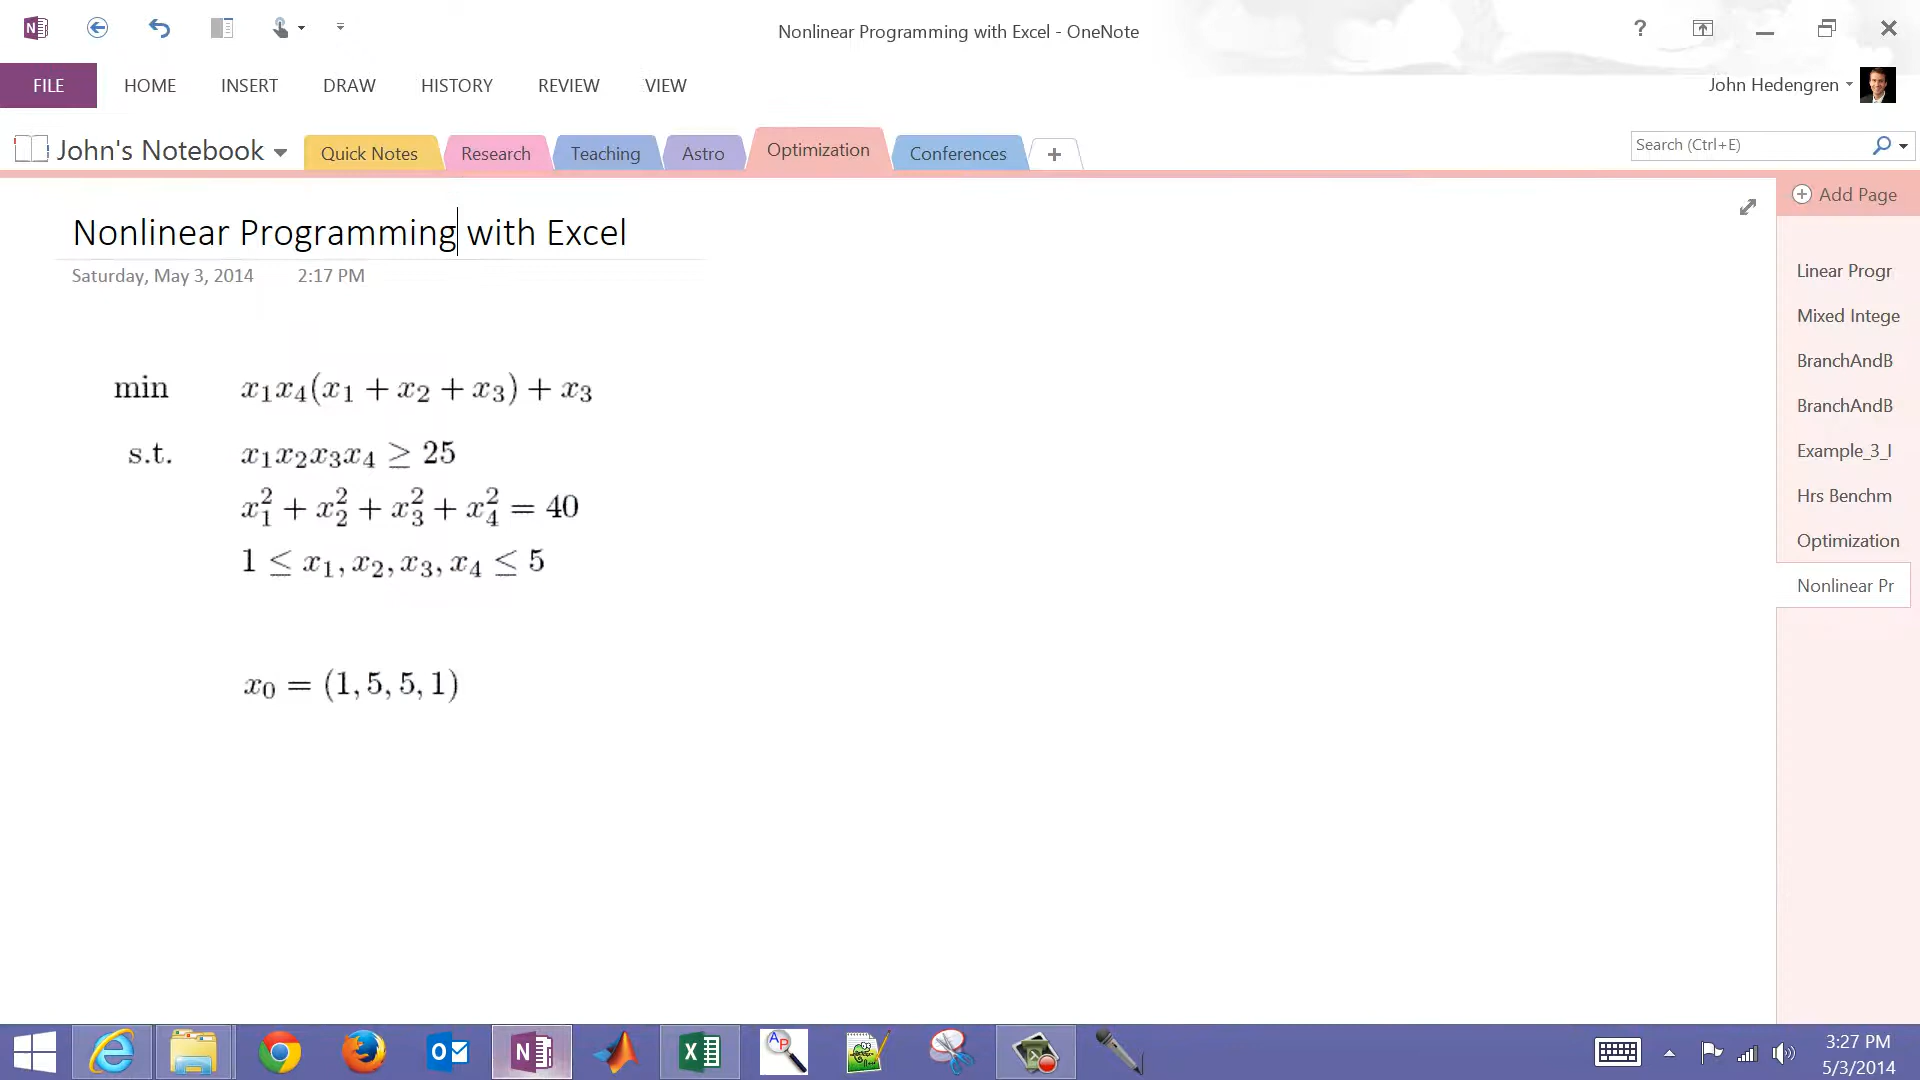 Nonlinear Programming with Excel - OneNote
?
FILE HOME INSERT DRAW HISTORY REVIEW VIEW
John Hedengren
John's Notebook Quick Notes Research Teaching Astro Optimization Conferences +
Search (Ctrl+E)
Add Page
Nonlinear Programming with Excel
Saturday, May 3, 2014 2:17 PM
Linear Progr
Mixed Intege
BranchAndB
BranchAndB
Example_3_I
Hrs Benchm
Optimization
Nonlinear Pr
min x₁x₄(x₁ + x₂ + x₃) + x₃
s.t. x₁x₂x₃x₄ ≥ 25
x₁² + x₂² + x₃² + x₄² = 40
1 ≤ x₁, x₂, x₃, x₄ ≤ 5
x₀ = (1, 5, 5, 1)
3:27 PM
5/3/2014